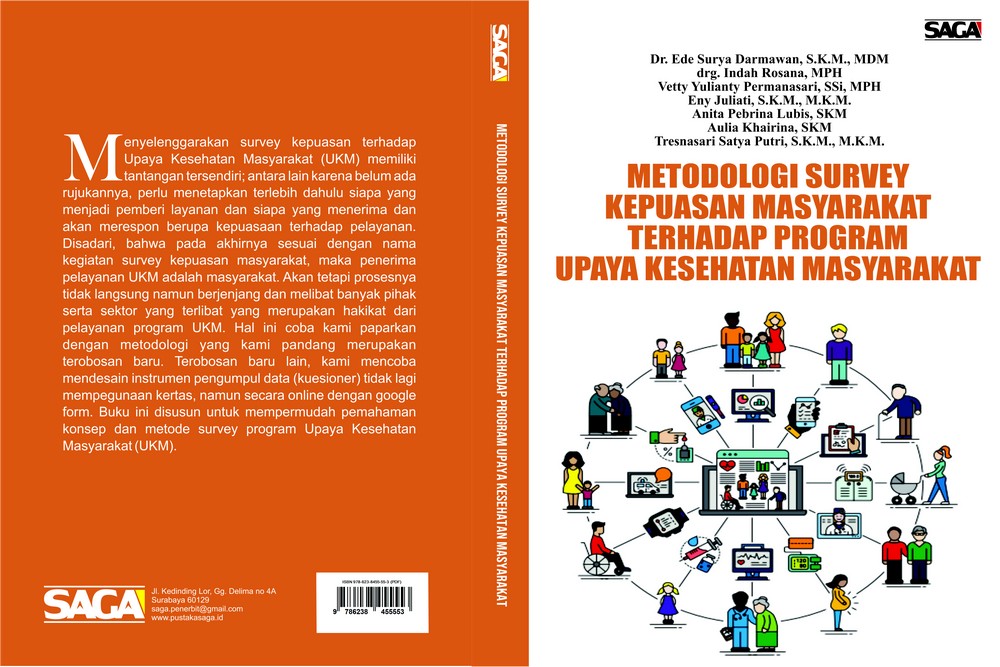 Menyelenggarakan survey kepuasan terhadap
Upaya Kesehatan Masyarakat (UKM) memiliki
tantangan tersendiri; antara lain karena belum ada
rujukannya, perlu menetapkan terlebih dahulu siapa yang
menjadi pemberi layanan dan siapa yang menerima dan
akan merespon berupa kepuasaan terhadap pelayanan.
Disadari, bahwa pada akhirnya sesuai dengan nama
kegiatan survey kepuasan masyarakat, maka penerima
pelayanan UKM adalah masyarakat. Akan tetapi prosesnya
tidak langsung namun berjenjang dan melibat banyak pihak
serta sektor yang terlibat yang merupakan hakikat dari
pelayanan program UKM. Hal ini coba kami paparkan
dengan metodologi yang kami pandang merupakan
terobosan baru. Terobosan baru lain, kami mencoba
mendesain instrumen pengumpul data (kuesioner) tidak lagi
mempegunaan kertas, namun secara online dengan google
form. Buku ini disusun untuk mempermudah pemahaman
konsep dan metode survey program Upaya Kesehatan
Masyarakat (UKM).
SAGA
Jl. Kedinding Lor, Gg. Delima no 4A
Surabaya 60129
saga.penerbit@gmail.com
www.pustakasaga.id
ISBN 978-623-8455-55-3 (PDF)
9 786238 455553
SAGA
METODOLOGI SURVEY KEPUASAN MASYARAKAT TERHADAP PROGRAM UPAYA KESEHATAN MASYARAKAT
SAGA
Dr. Ede Surya Darmawan, S.K.M., MDM
drg. Indah Rosana, MPH
Vetty Yulianty Permanasari, SSi, MPH
Eny Juliati, S.K.M., M.K.M.
Anita Pebrina Lubis, SKM
Aulia Khairina, SKM
Tresnasari Satya Putri, S.K.M., M.K.M.
METODOLOGI SURVEY
KEPUASAN MASYARAKAT
TERHADAP PROGRAM
UPAYA KESEHATAN MASYARAKAT